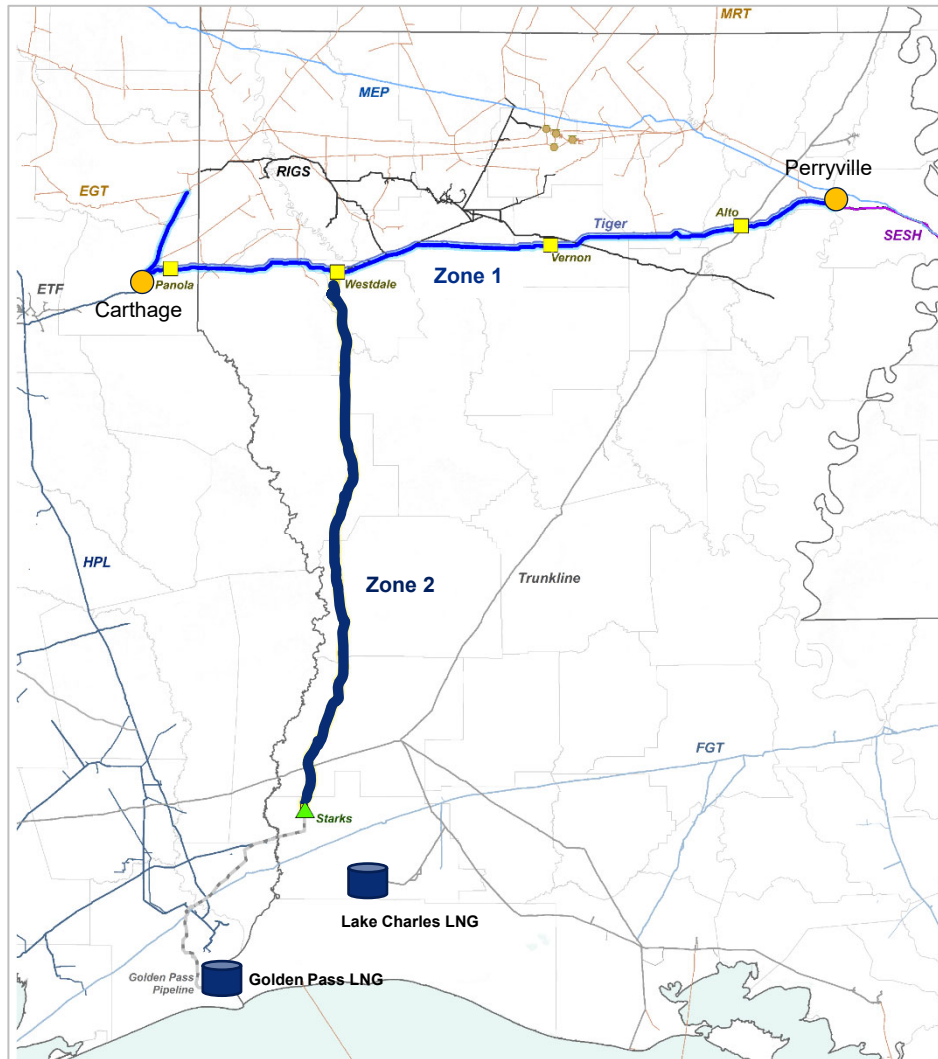 MRT
MEP
Perryville
RIGS
EGT
Alto
Tiger
SESH
Vernon
Zone 1
Panola
Westdale
ETF
Carthage
HPL
Zone 2
Trunkline
FGT
Starks
Lake Charles LNG
Golden Pass
Pipeline
Golden Pass LNG